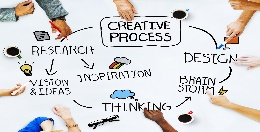 CREATIVE
PROCESS
RESEARCH
DESIGN
VISION
& IDEAS
INSPIRATION
BRAIN
STORM
THINKING